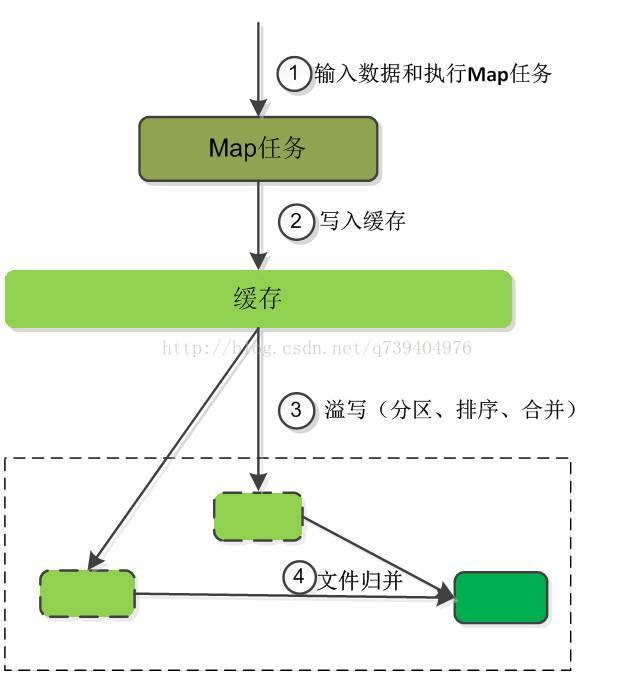 1 输入数据和执行Map任务
Map任务
2 写入缓存
缓存
http://blog.csdn.net/q739404976
3 溢写（分区、排序、合并）
4 文件归并